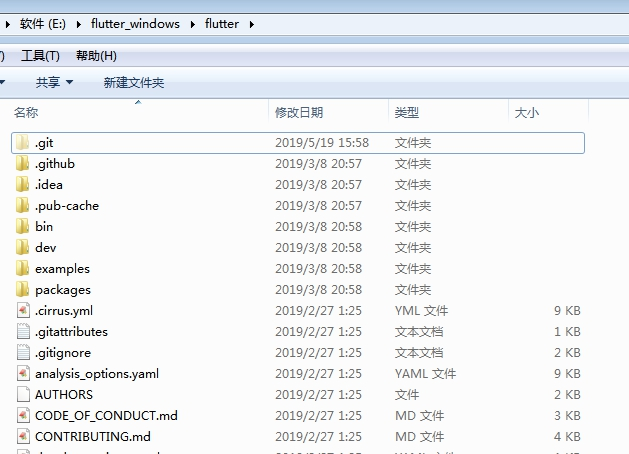 软件 (E:) flutter_windows flutter
) 工具(T) 帮助(H)
共享 新建文件夹
名称 修改日期 类型 大小
.git 2019/5/19 15:58 文件夹
.github 2019/3/8 20:57 文件夹
.idea 2019/3/8 20:57 文件夹
.pub-cache 2019/3/8 20:57 文件夹
bin 2019/3/8 20:58 文件夹
dev 2019/3/8 20:58 文件夹
examples 2019/3/8 20:58 文件夹
packages 2019/3/8 20:58 文件夹
.cirrus.yml 2019/2/27 1:25 YML 文件 9 KB
.gitattributes 2019/2/27 1:25 文本文档 1 KB
.gitignore 2019/2/27 1:25 文本文档 2 KB
analysis_options.yaml 2019/2/27 1:25 YAML 文件 9 KB
AUTHORS 2019/2/27 1:25 文件 2 KB
CODE_OF_CONDUCT.md 2019/2/27 1:25 MD 文件 3 KB
CONTRIBUTING.md 2019/2/27 1:25 MD 文件 4 KB